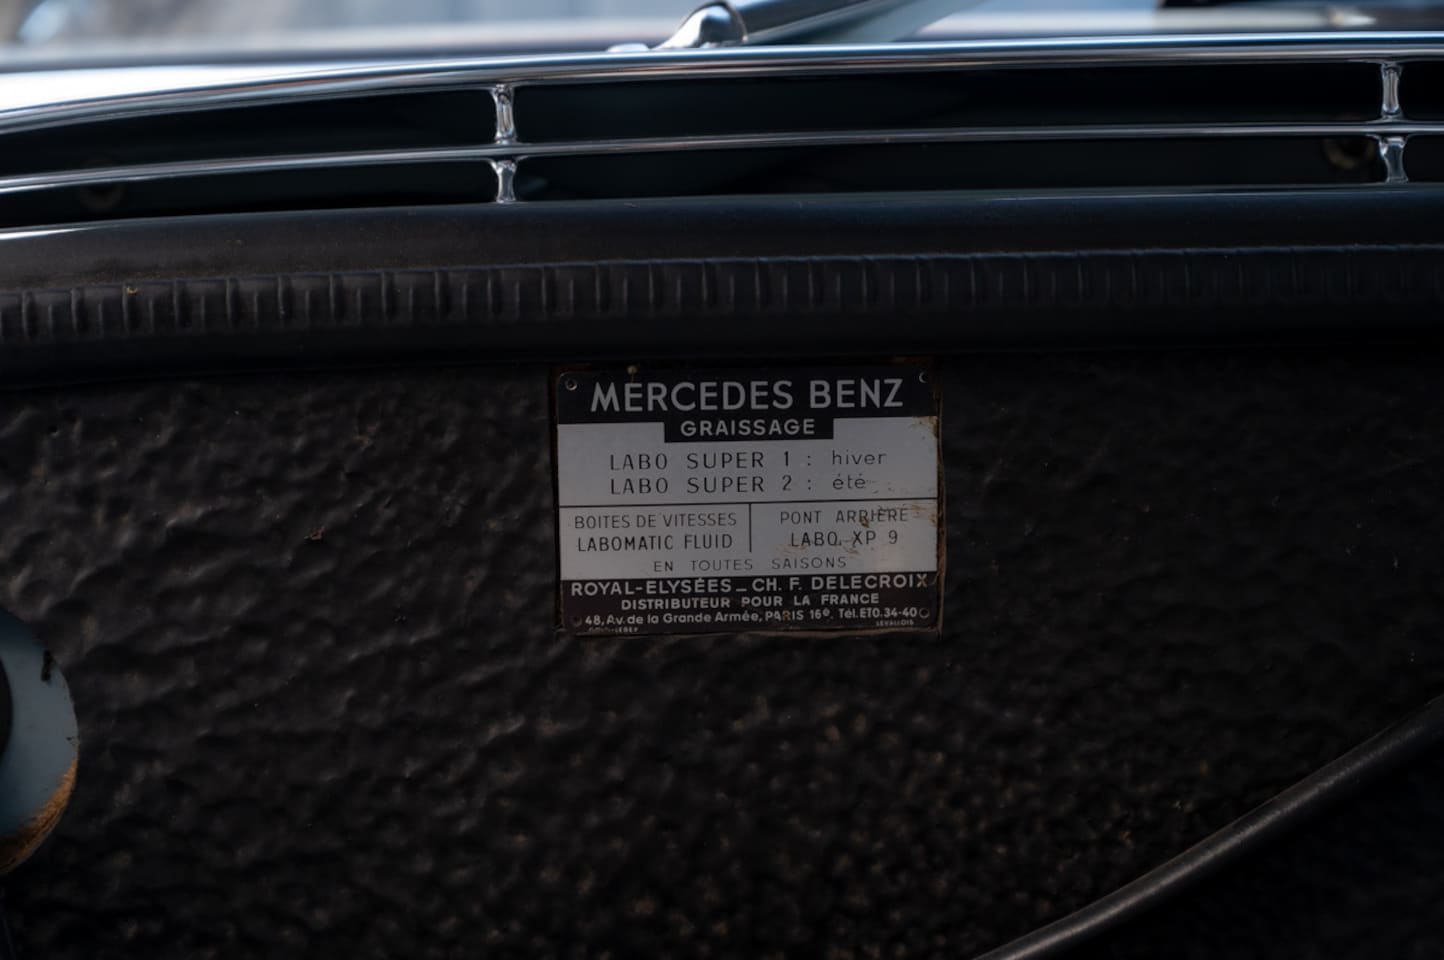 MERCEDES BENZ
GRAISSAGE
LABO SUPER 1 : hiver
LABO SUPER 2 : été
BOITES DE VITESSES
LABOMATIC FLUID
PONT ARRIÈRE
LABO XP 9
EN TOUTES SAISONS
ROYAL-ELYSÉES _ CH. F. DELECROIX
DISTRIBUTEUR POUR LA FRANCE
48, Av. de la Grande Armée, PARIS 16e. Tél. ETO. 34-40
LEVALLOIS